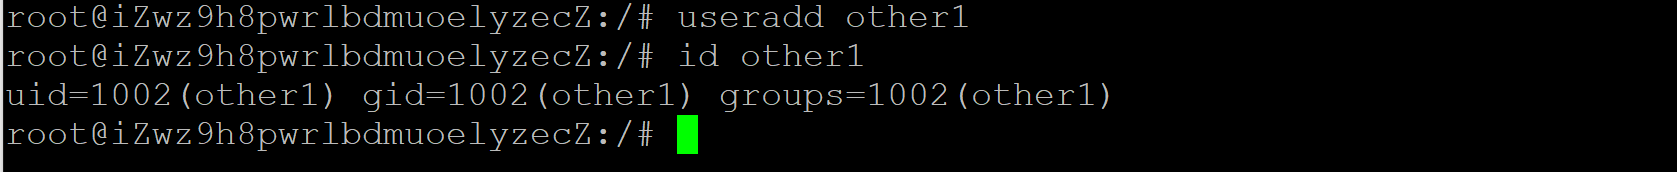 root@iZwz9h8pwrlbdmuoelyzecZ:/# useradd other1
root@iZwz9h8pwrlbdmuoelyzecZ:/# id other1
uid=1002(other1) gid=1002(other1) groups=1002(other1)
root@iZwz9h8pwrlbdmuoelyzecZ:/#